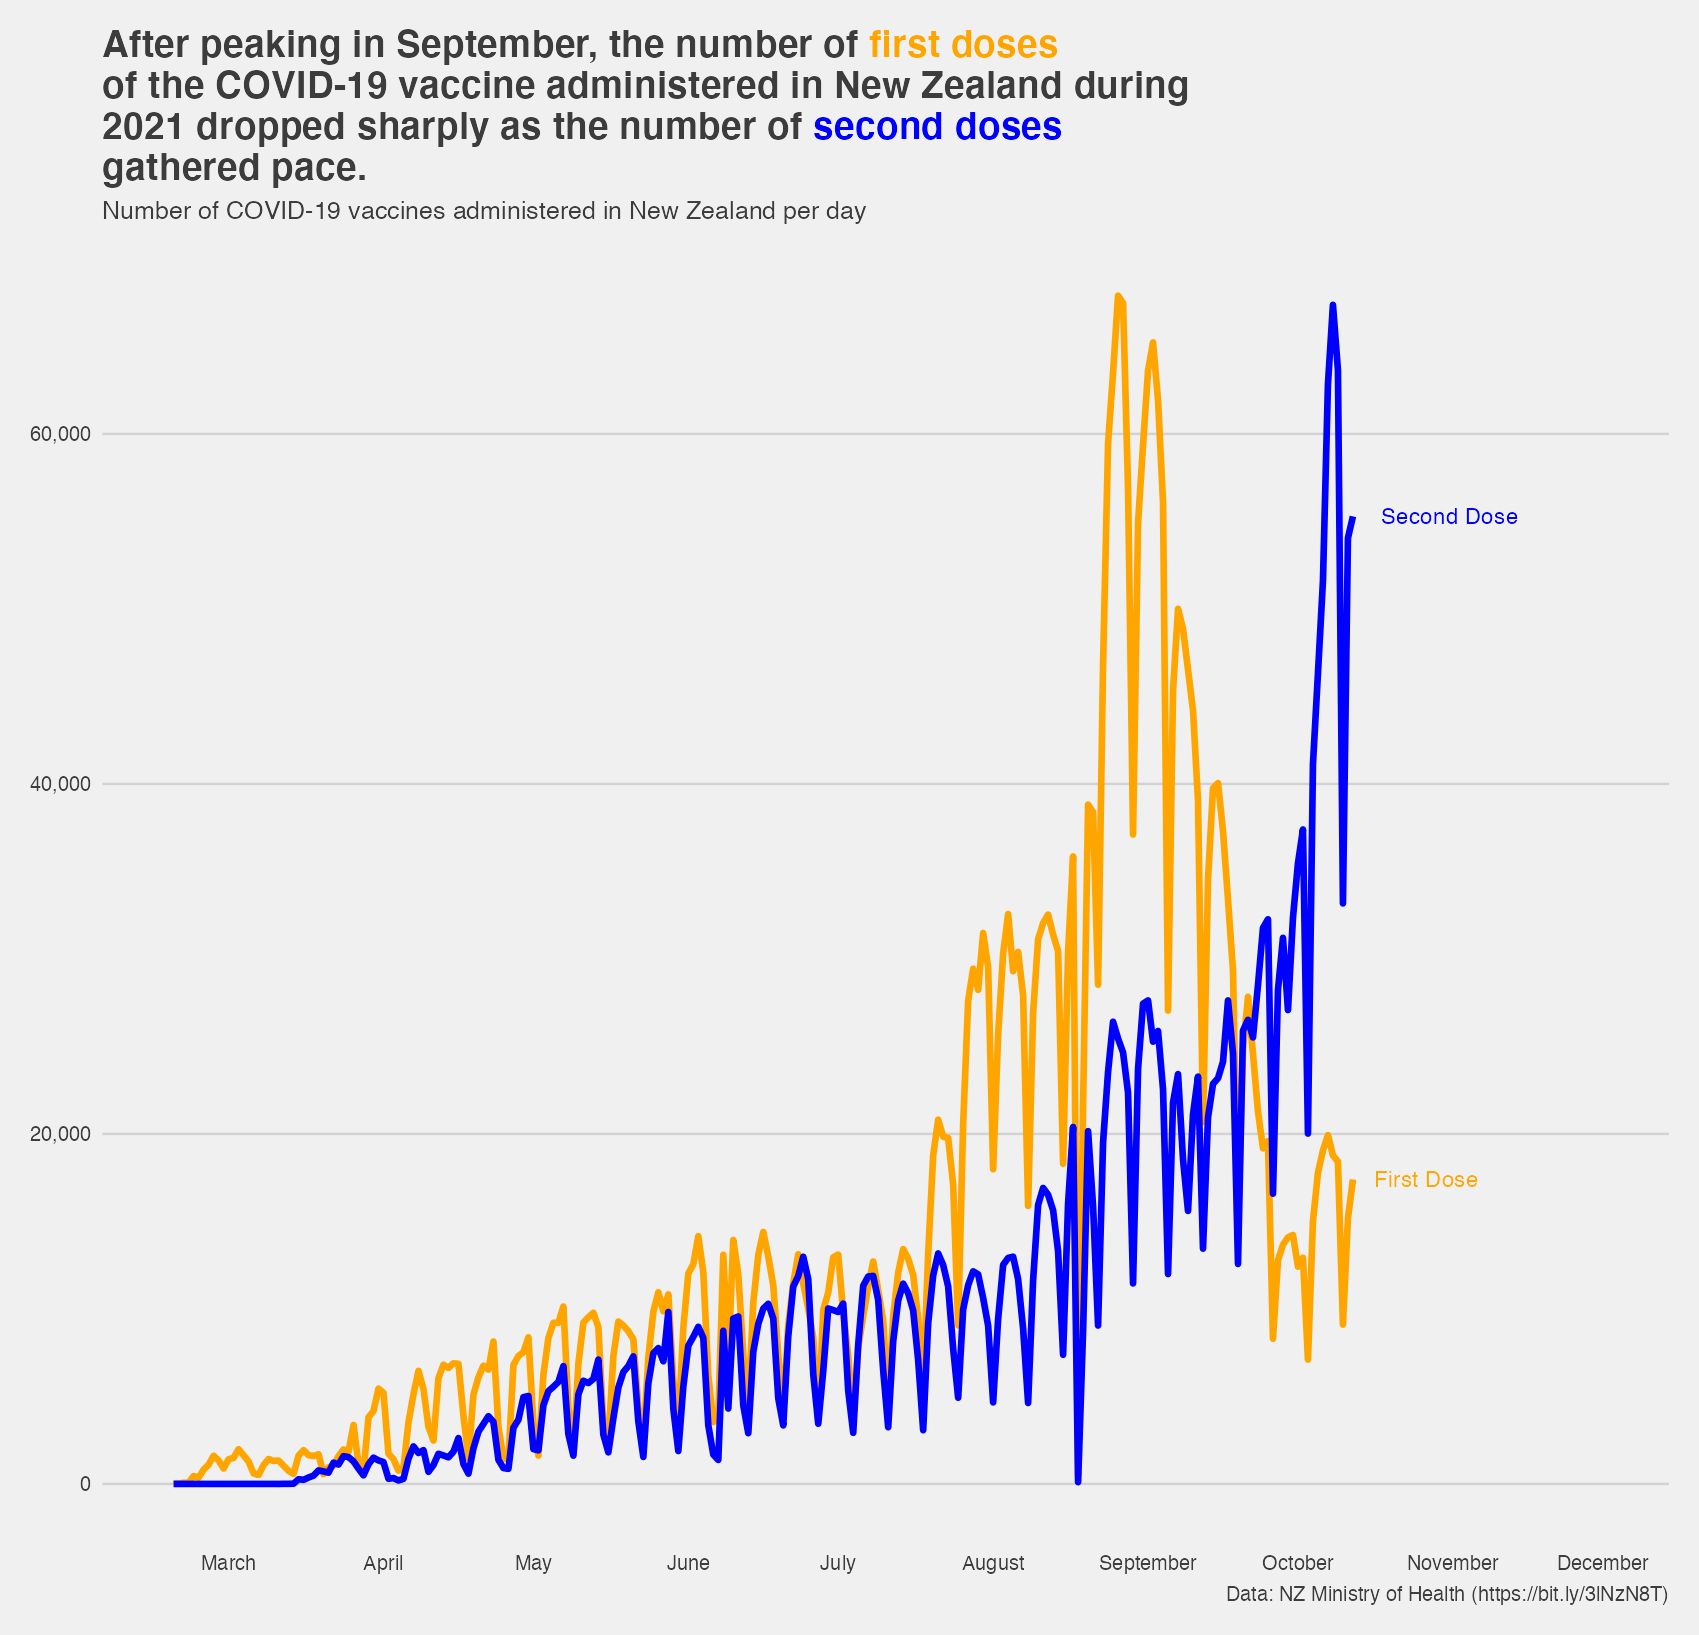 After peaking in September, the number of first doses
of the COVID-19 vaccine administered in New Zealand during
2021 dropped sharply as the number of second doses
gathered pace.
Number of COVID-19 vaccines administered in New Zealand per day
60,000
Second Dose
40,000
20,000
First Dose
0
March April May June July August September October November December
Data: NZ Ministry of Health (https://bit.ly/3lNzN8T)